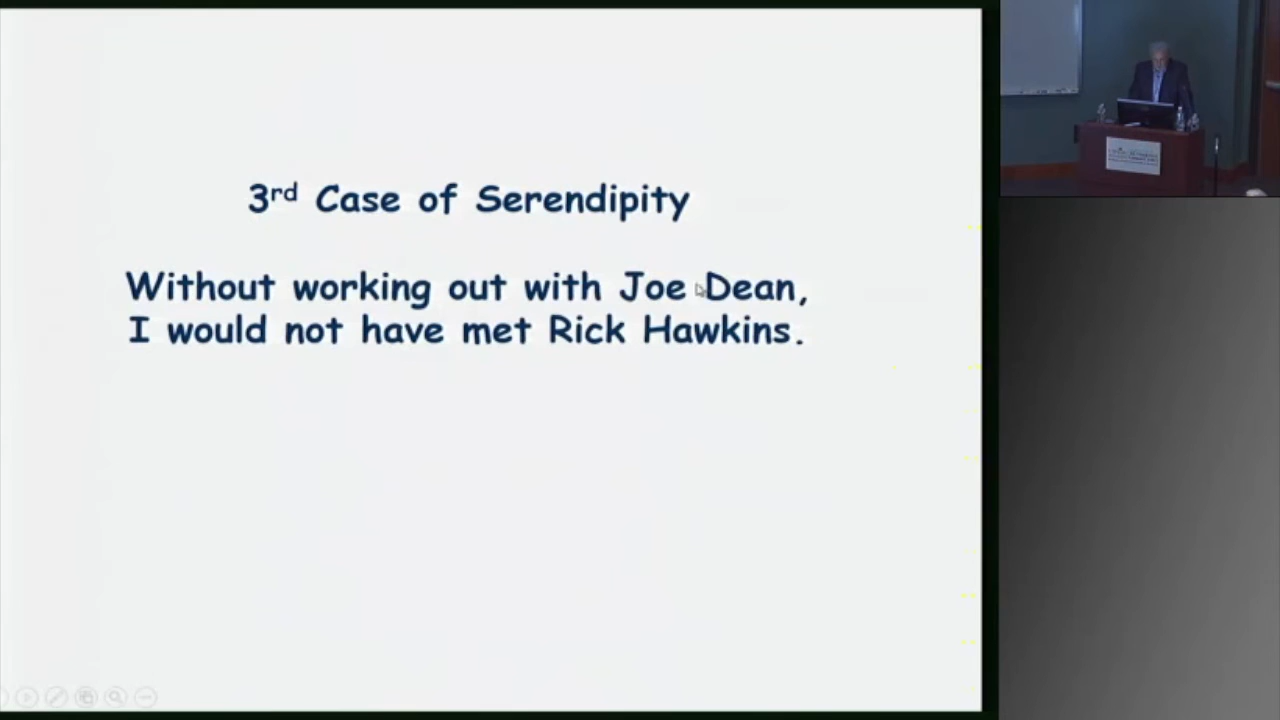 3rd Case of Serendipity
Without working out with Joe Dean,
I would not have met Rick Hawkins.